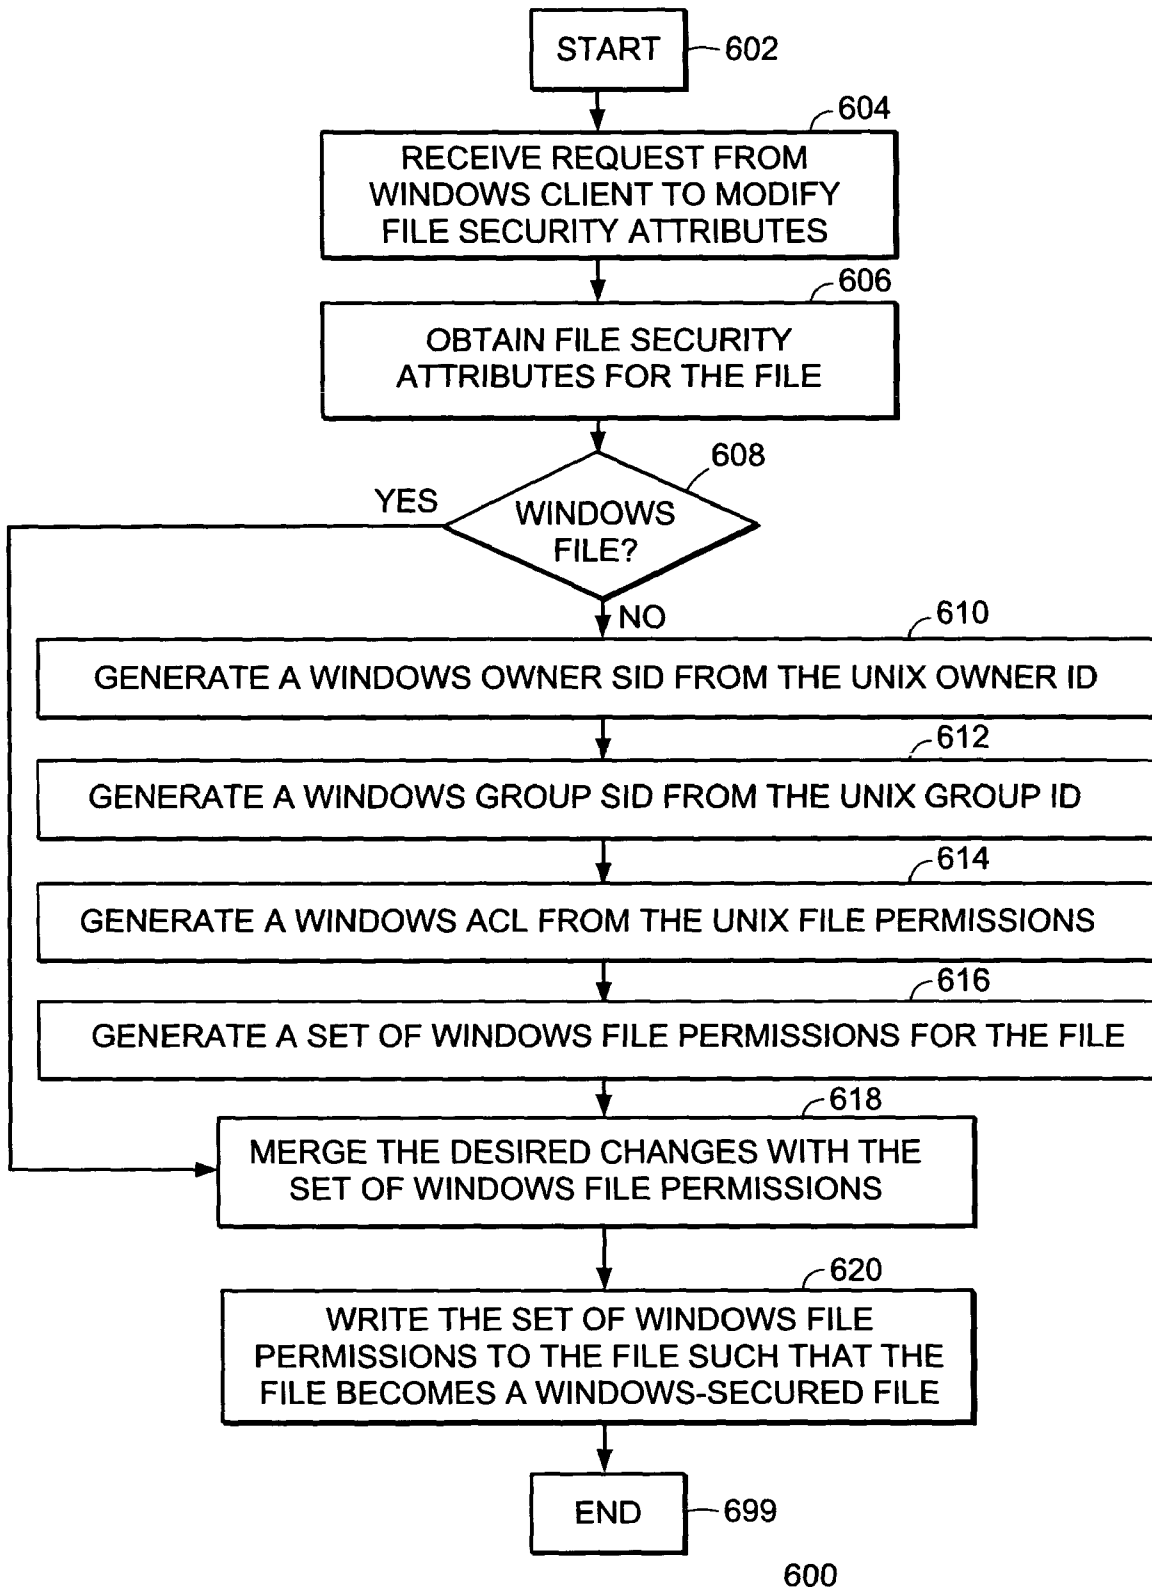 START
602
604
RECEIVE REQUEST FROM
WINDOWS CLIENT TO MODIFY
FILE SECURITY ATTRIBUTES
606
OBTAIN FILE SECURITY
ATTRIBUTES FOR THE FILE
608
YES
WINDOWS
FILE?
NO
610
GENERATE A WINDOWS OWNER SID FROM THE UNIX OWNER ID
612
GENERATE A WINDOWS GROUP SID FROM THE UNIX GROUP ID
614
GENERATE A WINDOWS ACL FROM THE UNIX FILE PERMISSIONS
616
GENERATE A SET OF WINDOWS FILE PERMISSIONS FOR THE FILE
618
MERGE THE DESIRED CHANGES WITH THE
SET OF WINDOWS FILE PERMISSIONS
620
WRITE THE SET OF WINDOWS FILE
PERMISSIONS TO THE FILE SUCH THAT THE
FILE BECOMES A WINDOWS-SECURED FILE
END
699
600